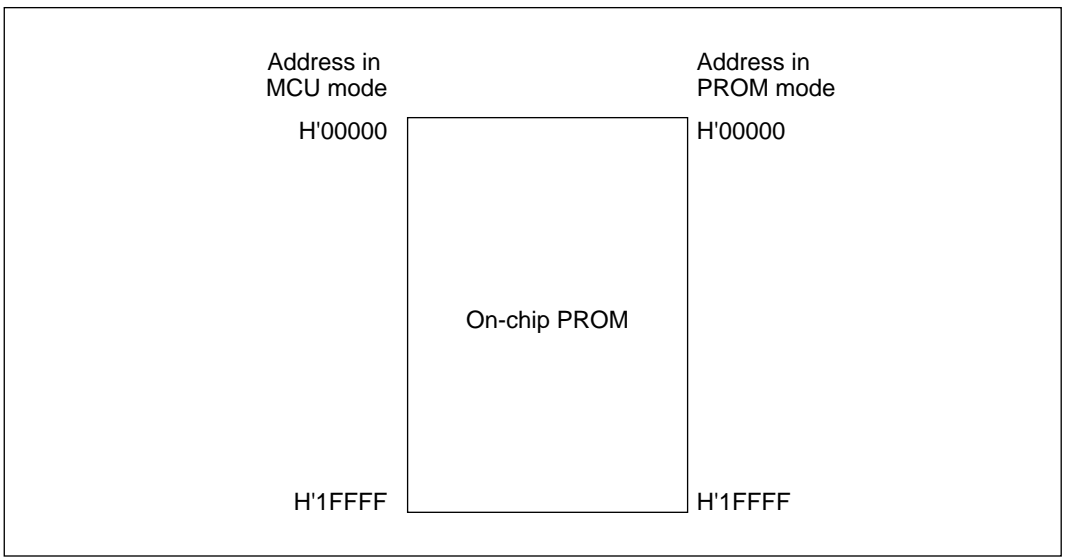 Address in
MCU mode
Address in
PROM mode
H'00000
H'00000
On-chip PROM
H'1FFFF
H'1FFFF